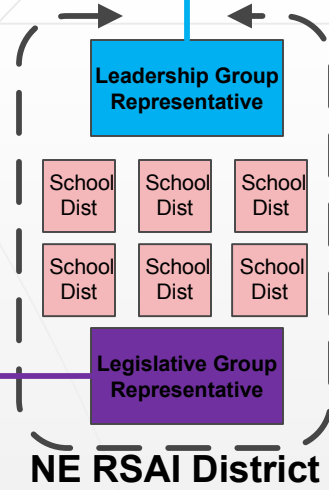 Leadership Group
Representative
School School School
Dist Dist Dist
School School School
Dist Dist Dist
Legislative Group
Representative
NE RSAI District